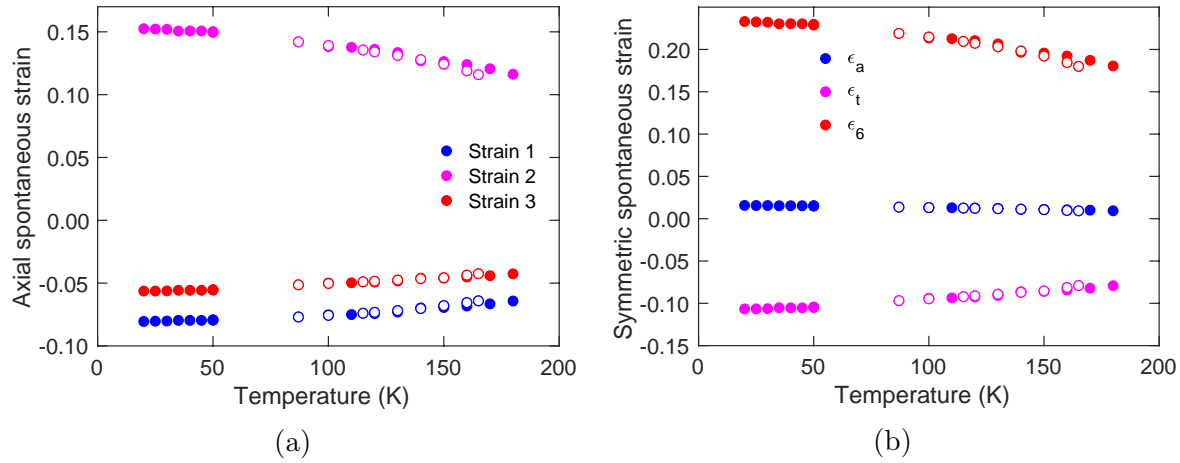 Axial spontaneous strain
0.15
0.10
0.05
0.00
-0.05
-0.10
0
50
100
150
200
Temperature (K)
Strain 1
Strain 2
Strain 3
(a)
Symmetric spontaneous strain
0.20
0.15
0.10
0.05
0.00
-0.05
-0.10
-0.15
0
50
100
150
200
Temperature (K)
ϵa
ϵt
ϵ6
(b)